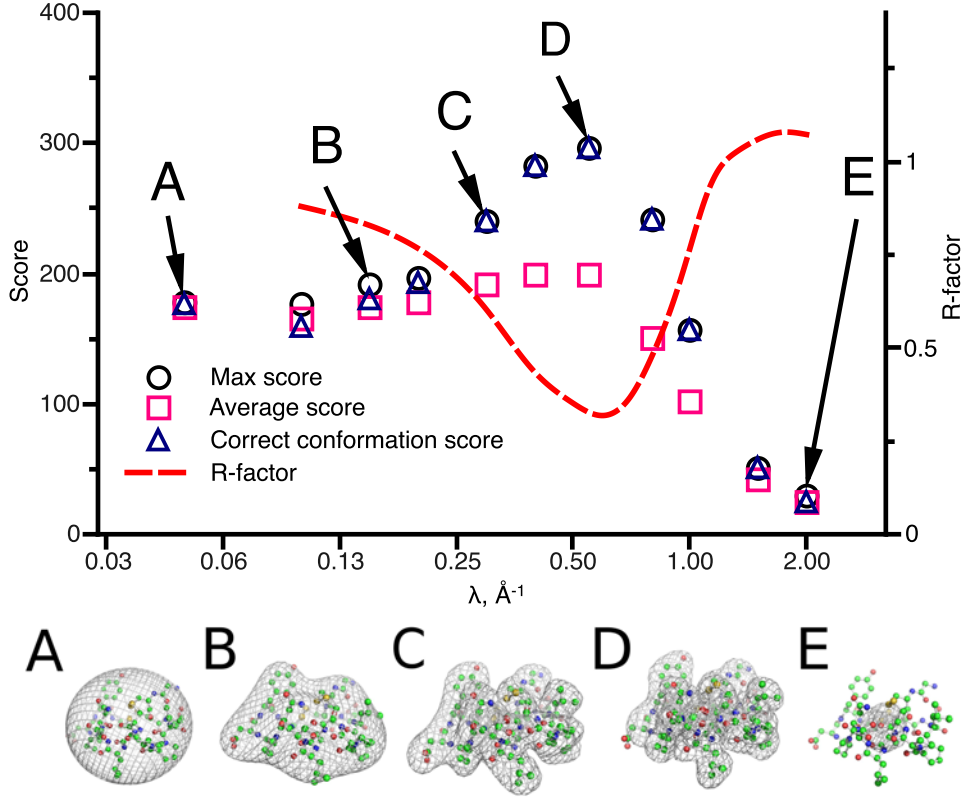 400
300
200
100
0
Score
A
B
C
D
E
1
0.5
0
R-factor
Max score
Average score
Correct conformation score
R-factor
0.03 0.06 0.13 0.25 0.50 1.00 2.00
λ, Å-1
A B C D E